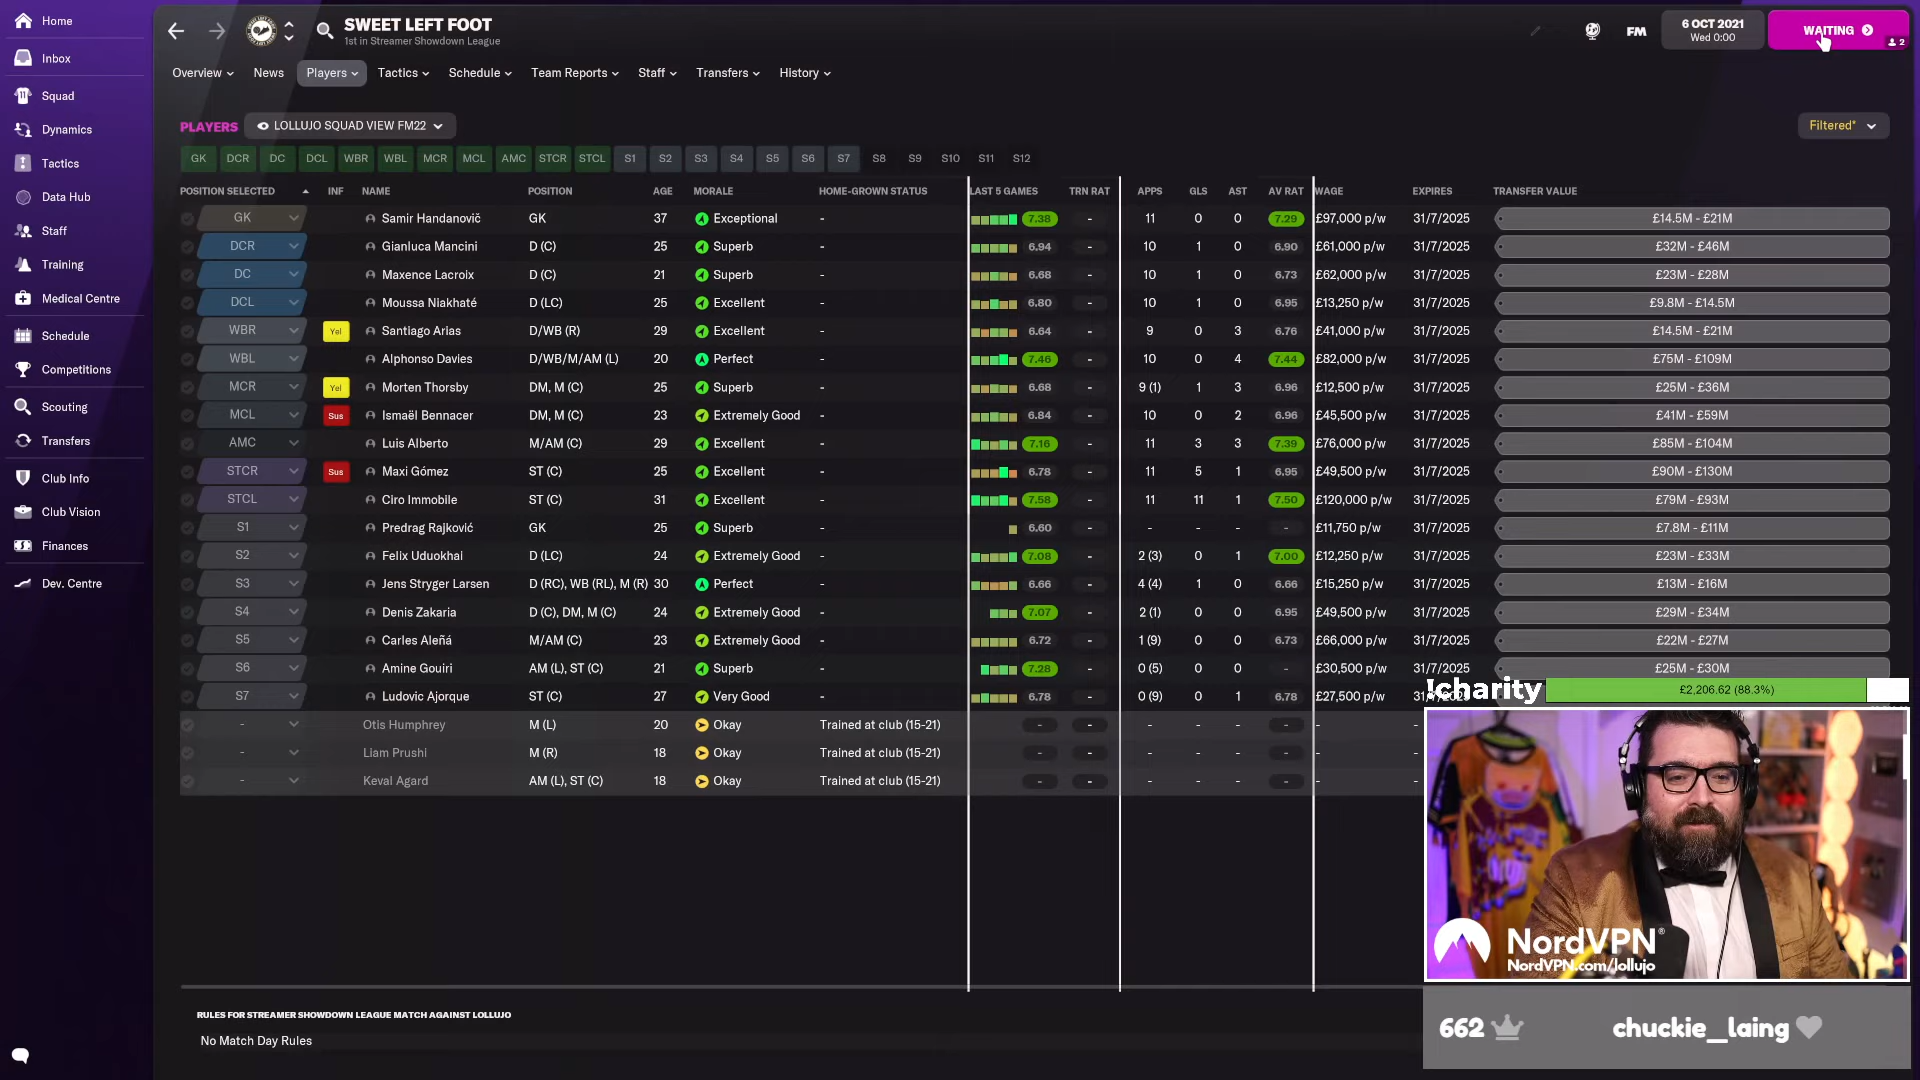 Home
SWEET LEFT FOOT
1st in Streamer Showdown League
FM
6 OCT 2021
Wed 0:00
WAITING
2
Inbox
Overview News Players Tactics Schedule Team Reports Staff Transfers History
Squad
Dynamics
Tactics
Data Hub
Staff
Training
Medical Centre
Schedule
Competitions
Scouting
Transfers
Club Info
Club Vision
Finances
Dev. Centre
PLAYERS LOLLUJO SQUAD VIEW FM22 Filtered*
GK DCR DC DCL WBR WBL MCR MCL AMC STCR STCL S1 S2 S3 S4 S5 S6 S7 S8 S9 S10 S11 S12
POSITION SELECTED INF NAME POSITION AGE MORALE HOME-GROWN STATUS LAST 5 GAMES TRN RAT APPS GLS AST AV RAT WAGE EXPIRES TRANSFER VALUE
GK Samir Handanovič GK 37 Exceptional - 7.38 - 11 0 0 7.29 £97,000 p/w 31/7/2025 £14.5M - £21M
DCR Gianluca Mancini D (C) 25 Superb - 6.94 - 10 1 0 6.90 £61,000 p/w 31/7/2025 £32M - £46M
DC Maxence Lacroix D (C) 21 Superb - 6.68 - 10 1 0 6.73 £62,000 p/w 31/7/2025 £23M - £28M
DCL Moussa Niakhaté D (LC) 25 Excellent - 6.80 - 10 1 0 6.95 £13,250 p/w 31/7/2025 £9.8M - £14.5M
WBR Yel Santiago Arias D/WB (R) 29 Excellent - 6.64 - 9 0 3 6.76 £41,000 p/w 31/7/2025 £14.5M - £21M
WBL Alphonso Davies D/WB/M/AM (L) 20 Perfect - 7.46 - 10 0 4 7.44 £82,000 p/w 31/7/2025 £75M - £109M
MCR Yel Morten Thorsby DM, M (C) 25 Superb - 6.68 - 9 (1) 1 3 6.96 £12,500 p/w 31/7/2025 £25M - £36M
MCL Sus Ismaël Bennacer DM, M (C) 23 Extremely Good - 6.84 - 10 0 2 6.96 £45,500 p/w 31/7/2025 £41M - £59M
AMC Luis Alberto M/AM (C) 29 Excellent - 7.16 - 11 3 3 7.39 £76,000 p/w 31/7/2025 £85M - £104M
STCR Sus Maxi Gómez ST (C) 25 Excellent - 6.78 - 11 5 1 6.95 £49,500 p/w 31/7/2025 £90M - £130M
STCL Ciro Immobile ST (C) 31 Excellent - 7.58 - 11 11 1 7.50 £120,000 p/w 31/7/2025 £79M - £93M
S1 Predrag Rajković GK 25 Superb - 6.60 - - - - - £11,750 p/w 31/7/2025 £7.8M - £11M
S2 Felix Uduokhai D (LC) 24 Extremely Good - 7.08 - 2 (3) 0 1 7.00 £12,250 p/w 31/7/2025 £23M - £33M
S3 Jens Stryger Larsen D (RC), WB (RL), M (R) 30 Perfect - 6.66 - 4 (4) 1 0 6.66 £15,250 p/w 31/7/2025 £13M - £16M
S4 Denis Zakaria D (C), DM, M (C) 24 Extremely Good - 7.07 - 2 (1) 0 0 6.95 £49,500 p/w 31/7/2025 £29M - £34M
S5 Carles Aleñá M/AM (C) 23 Extremely Good - 6.72 - 1 (9) 0 0 6.73 £66,000 p/w 31/7/2025 £22M - £27M
S6 Amine Gouiri AM (L), ST (C) 21 Superb - 7.28 - 0 (5) 0 0 - £30,500 p/w 31/7/2025 £25M - £30M
S7 Ludovic Ajorque ST (C) 27 Very Good - 6.78 - 0 (9) 0 1 6.78 £27,500 p/w
!charity £2,206.62 (88.3%)
- Otis Humphrey M (L) 20 Okay Trained at club (15-21) - - - - - - - -
- Liam Prushl M (R) 18 Okay Trained at club (15-21) - - - - - - - -
- Keval Agard AM (L), ST (C) 18 Okay Trained at club (15-21) - - - - - - - -
NordVPN®
NordVPN.com/lollujo
RULES FOR STREAMER SHOWDOWN LEAGUE MATCH AGAINST LOLLUJO
No Match Day Rules
662 chuckie_laing